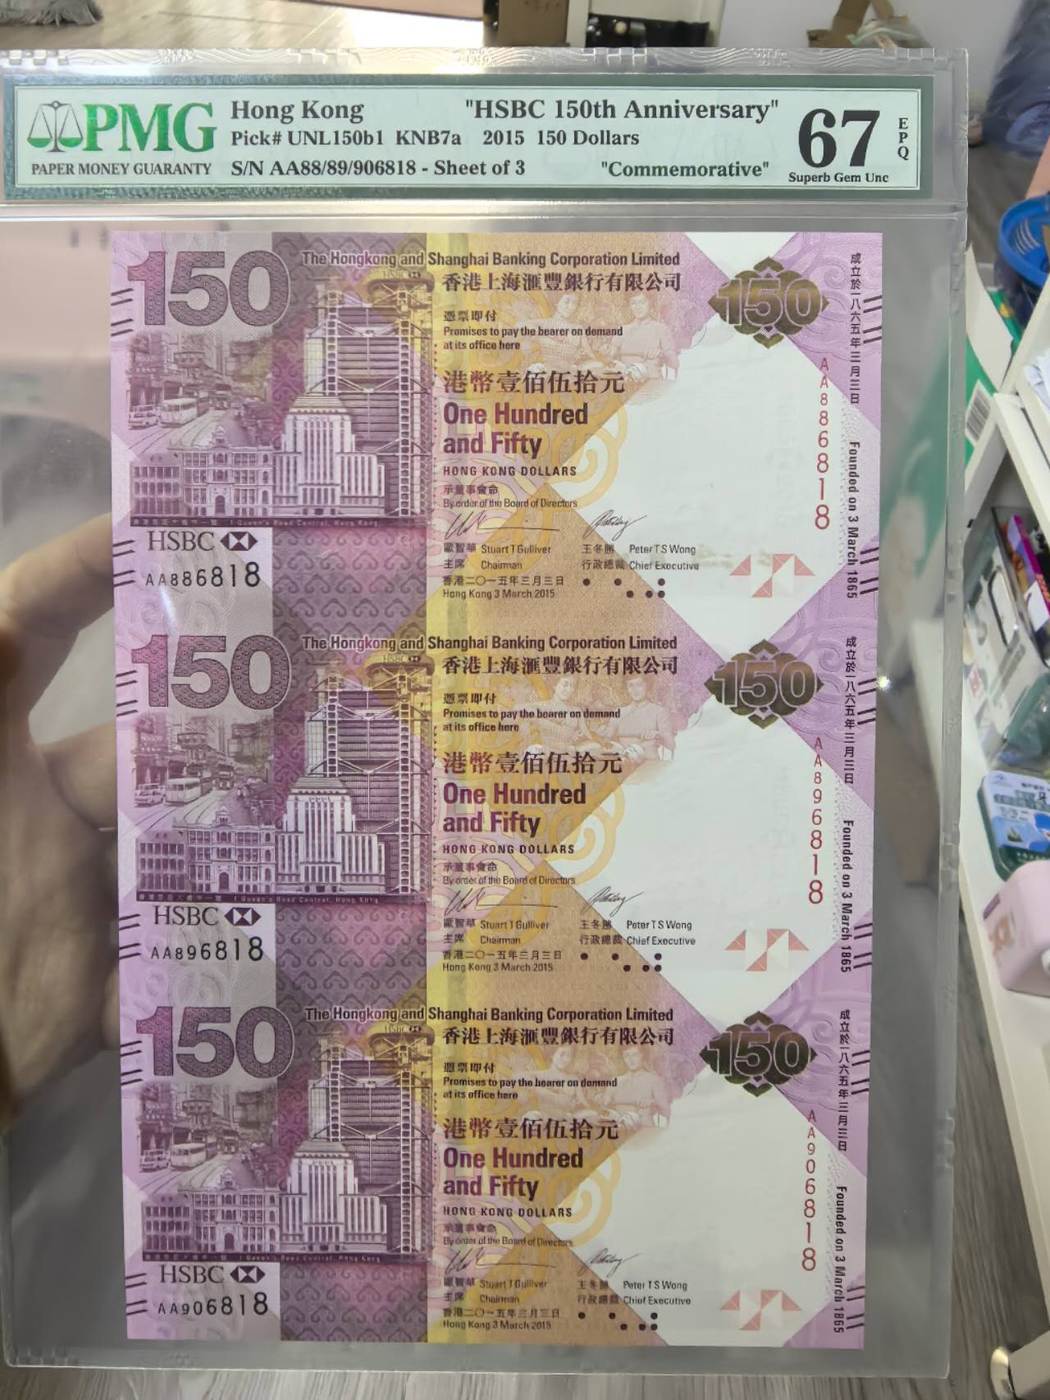 PMG
PAPER MONEY GUARANTY
Hong Kong "HSBC 150th Anniversary"
Pick# UNL150b1 KNB7a 2015 150 Dollars
S/N AA88/89/906818 - Sheet of 3 "Commemorative"
67
EPQ
Superb Gem Unc
150
The Hongkong and Shanghai Banking Corporation Limited
香港上海滙豐銀行有限公司
憑票即付
Promises to pay the bearer on demand
at its office here
港幣壹佰伍拾元
One Hundred
and Fifty
HONG KONG DOLLARS
承董事會命
By order of the Board of Directors
歐智華 Stuart T Gulliver 王冬勝 Peter T S Wong
主席 Chairman 行政總裁 Chief Executive
香港二〇一五年三月三日
Hong Kong 3 March 2015
1 Queen's Road Central, Hong Kong
HSBC
AA886818
150
AA886818
成立於一八六五年三月三日
Founded on 3 March 1865
150
The Hongkong and Shanghai Banking Corporation Limited
香港上海滙豐銀行有限公司
憑票即付
Promises to pay the bearer on demand
at its office here
港幣壹佰伍拾元
One Hundred
and Fifty
HONG KONG DOLLARS
承董事會命
By order of the Board of Directors
歐智華 Stuart T Gulliver 王冬勝 Peter T S Wong
主席 Chairman 行政總裁 Chief Executive
香港二〇一五年三月三日
Hong Kong 3 March 2015
1 Queen's Road Central, Hong Kong
HSBC
AA896818
150
AA896818
成立於一八六五年三月三日
Founded on 3 March 1865
150
The Hongkong and Shanghai Banking Corporation Limited
香港上海滙豐銀行有限公司
憑票即付
Promises to pay the bearer on demand
at its office here
港幣壹佰伍拾元
One Hundred
and Fifty
HONG KONG DOLLARS
承董事會命
By order of the Board of Directors
歐智華 Stuart T Gulliver 王冬勝 Peter T S Wong
主席 Chairman 行政總裁 Chief Executive
香港二〇一五年三月三日
Hong Kong 3 March 2015
1 Queen's Road Central, Hong Kong
HSBC
AA906818
150
AA906818
成立於一八六五年三月三日
Founded on 3 March 1865